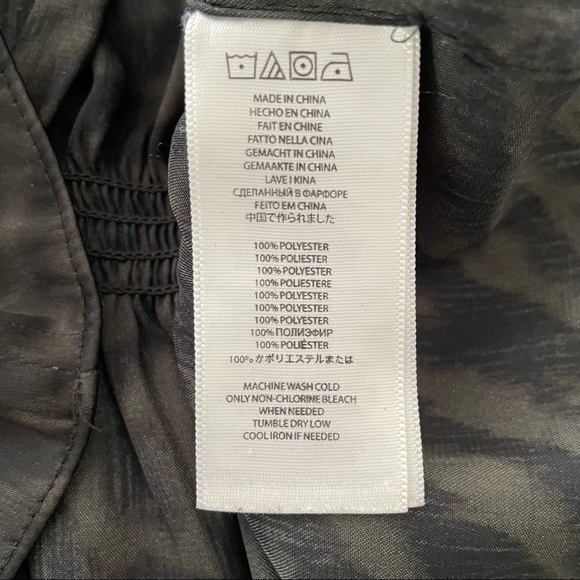 MADE IN CHINA
HECHO EN CHINA
FAIT EN CHINE
FATTO NELLA CINA
GEMACHT IN CHINA
GEMAAKTE IN CHINA
LAVE I KINA
СДЕЛАННЫЙ В ФАРФОРЕ
FEITO EM CHINA
中国で作られました
100% POLYESTER
100% POLIESTER
100% POLYESTER
100% POLIESTERE
100% POLYESTER
100% POLYESTER
100% POLYESTER
100% ПОЛИЭФИР
100% POLIÉSTER
100%かポリエステルまたは
MACHINE WASH COLD
ONLY NON-CHLORINE BLEACH
WHEN NEEDED
TUMBLE DRY LOW
COOL IRON IF NEEDED